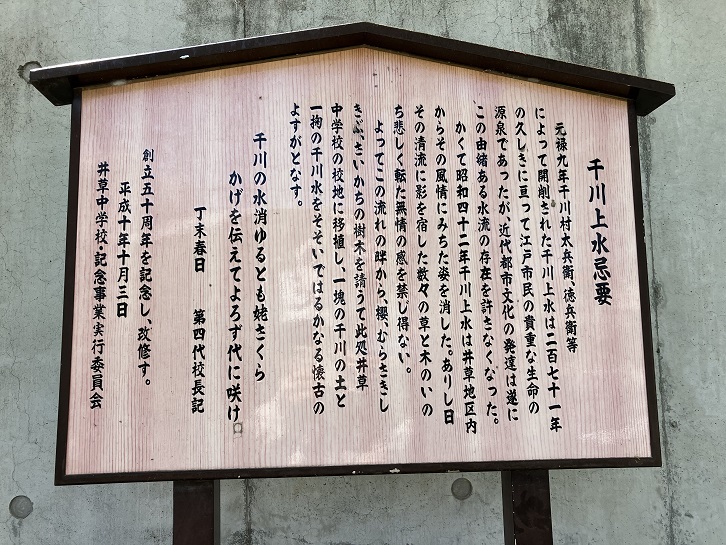 千川上水忌要
元禄九年千川村太兵衛、徳兵衛等
によって開削された千川上水は二百七十一年
の久しきに亘って江戸市民の貴重な生命の
源泉であったが、近代都市文化の発達は遂に
この由緒ある水流の存在を許さなくなった。
かくて昭和四十二年千川上水は井草地区内
からその風情にみちた姿を消した。ありし日
その清流に影を宿した数々の草と木のいの
ち悲しく転た無情の感を禁じ得ない。
よってこの流れの畔から、櫻、むらさきし
きぶ、さいかちの樹木を請うて此処井草
中学校の校地に移植し、一塊の千川の土と
一掬の千川水をそそいではるかなる懐古の
よすがとなす。
千川の水消ゆるとも姥さくら
かげを伝えてよろず代に咲け
丁未春日 第四代校長記
創立五十周年を記念し、改修す。
平成十年十月三日
井草中学校・記念事業実行委員会